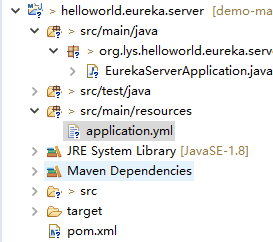 helloworld.eureka.server [demo-ma
src/main/java
org.lys.helloworld.eureka.serve
EurekaServerApplication.java
src/test/java
src/main/resources
application.yml
JRE System Library [JavaSE-1.8]
Maven Dependencies
src
target
pom.xml